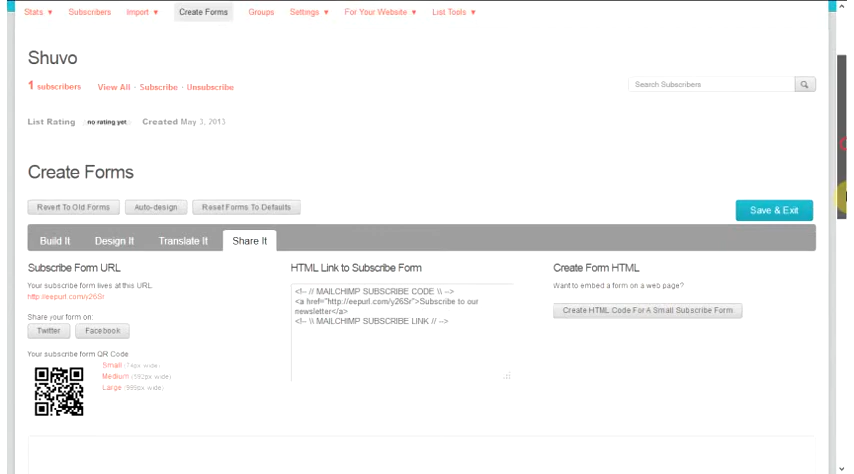 Stats ▼ Subscribers Import ▼ Create Forms Groups Settings ▼ For Your Website ▼ List Tools ▼
Shuvo
1 subscribers View All · Subscribe · Unsubscribe
Search Subscribers
List Rating no rating yet Created May 3, 2013
Create Forms
Revert To Old Forms Auto-design Reset Forms To Defaults
Save & Exit
Build It Design It Translate It Share It
Subscribe Form URL
Your subscribe form lives at this URL
http://eepurl.com/y26Sr
Share your form on:
Twitter Facebook
Your subscribe form QR Code
Small (74px wide)
Medium (592px wide)
Large (999px wide)
HTML Link to Subscribe Form
<!-- // MAILCHIMP SUBSCRIBE CODE \\ -->
<a href="http://eepurl.com/y26Sr">Subscribe to our
newsletter</a>
<!-- \\ MAILCHIMP SUBSCRIBE LINK // -->
Create Form HTML
Want to embed a form on a web page?
Create HTML Code For A Small Subscribe Form